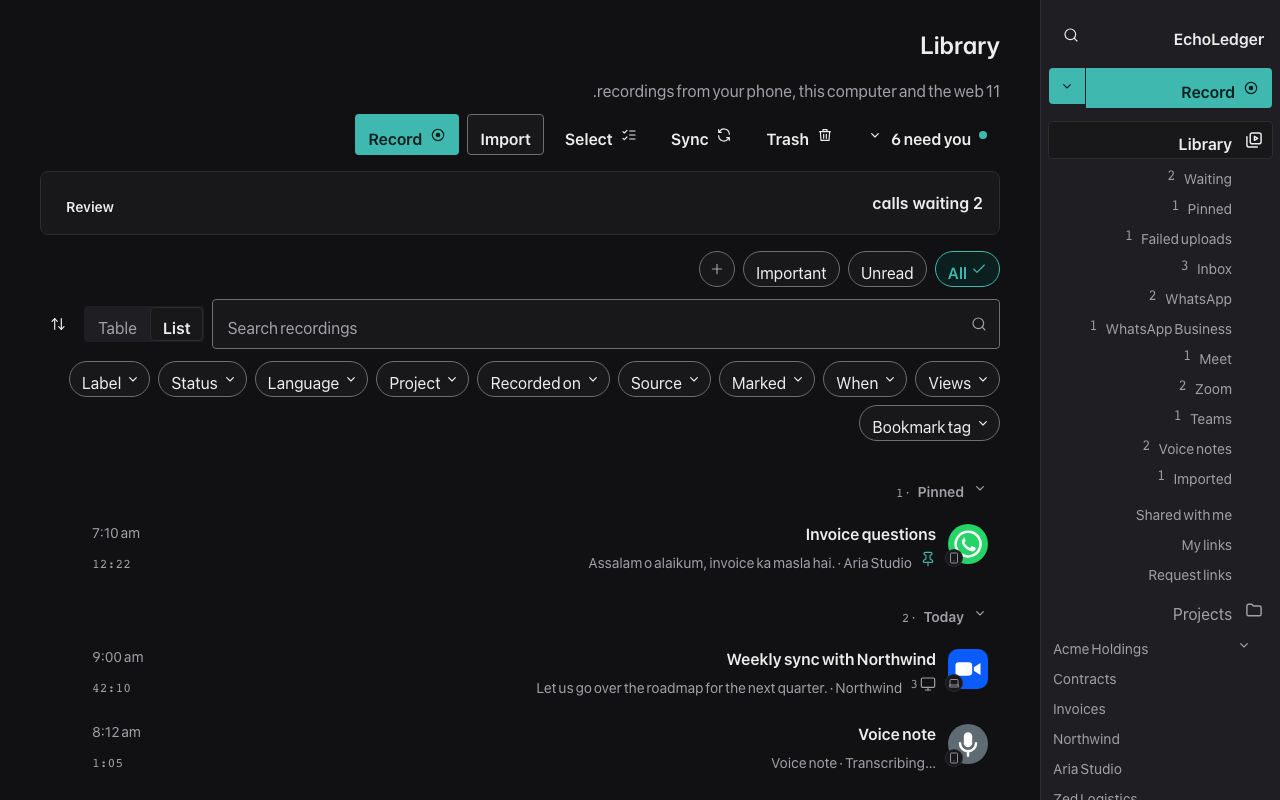 EchoLedger
Record
Library
Waiting 2
Pinned 1
Failed uploads 1
Inbox 3
WhatsApp 2
WhatsApp Business 1
Meet 1
Zoom 2
Teams 1
Voice notes 2
Imported 1
Shared with me
My links
Request links
Projects
Acme Holdings
Contracts
Invoices
Northwind
Aria Studio
Zed Logistics
Library
.recordings from your phone, this computer and the web 11
6 need you
Trash
Sync
Select
Import
Record
calls waiting 2
Review
All
Unread
Important
Search recordings
List
Table
Views
When
Marked
Source
Recorded on
Project
Language
Status
Label
Bookmark tag
Pinned · 1
Invoice questions
7:10 am
Assalam o alaikum, invoice ka masla hai. · Aria Studio
12:22
Today · 2
Weekly sync with Northwind
9:00 am
3
Let us go over the roadmap for the next quarter. · Northwind
42:10
Voice note
8:12 am
Voice note · Transcribing...
1:05